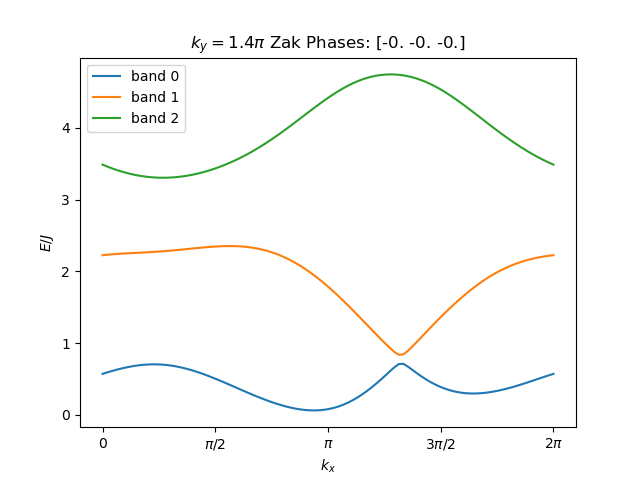 k_y = 1.4π Zak Phases: [-0. -0. -0.]
band 0
band 1
band 2
E/J
4
3
2
1
0
0 π/2 π 3π/2 2π
k_x